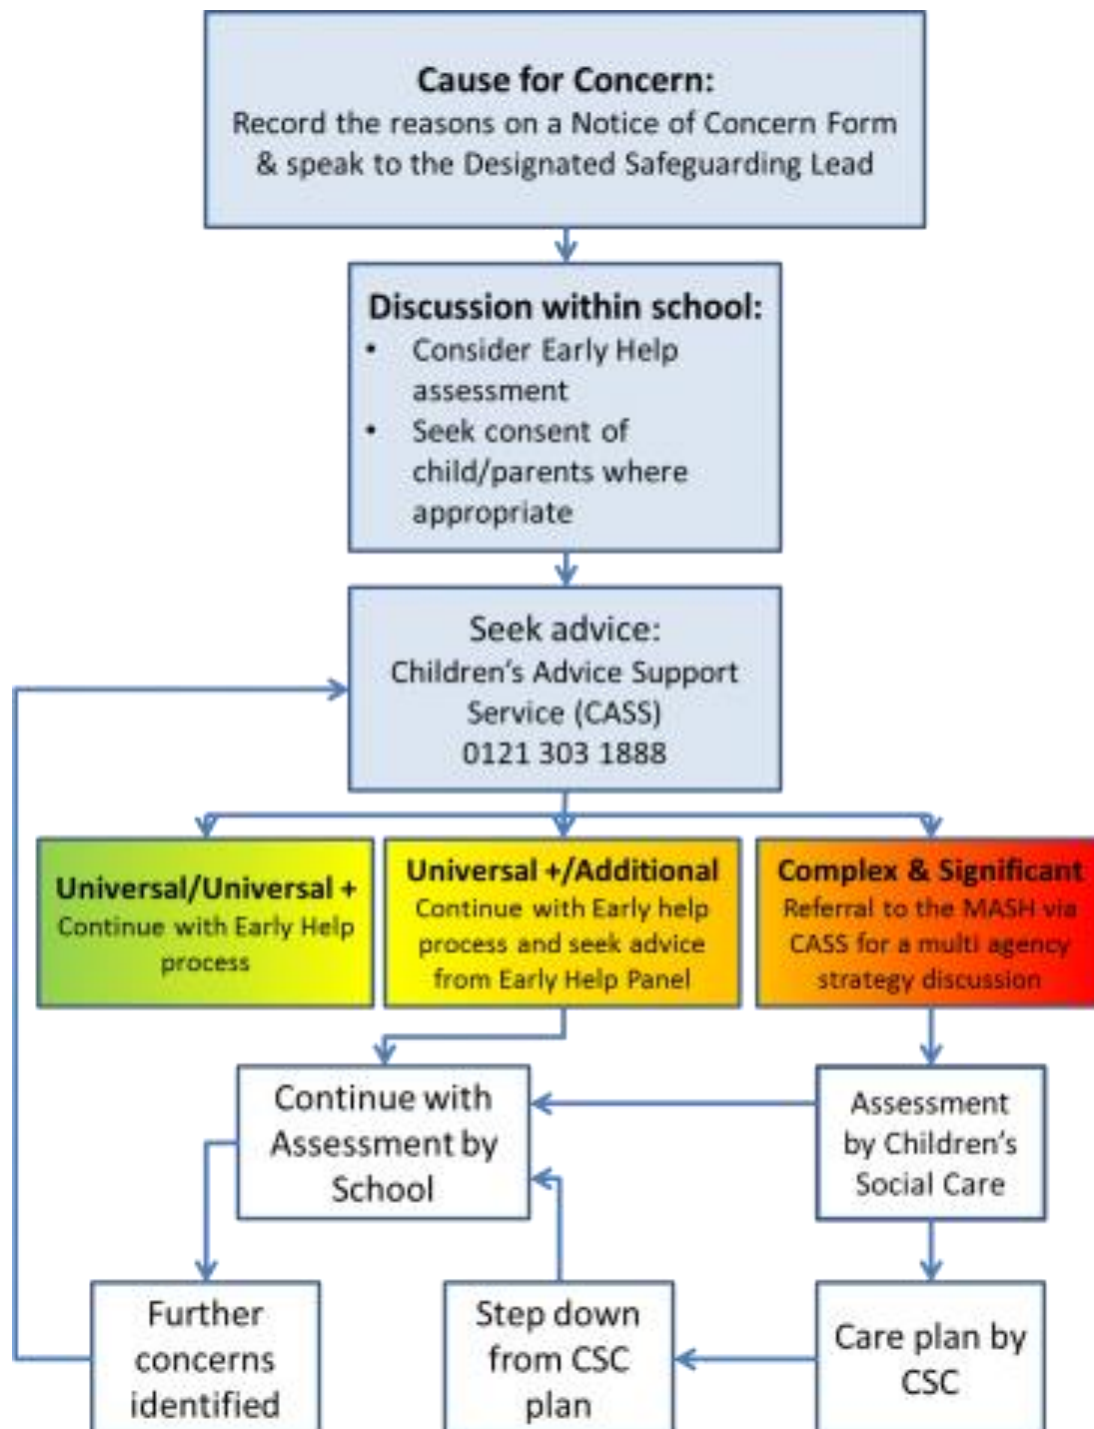 Cause for Concern:
Record the reasons on a Notice of Concern Form
& speak to the Designated Safeguarding Lead
Discussion within school:
• Consider Early Help
assessment
• Seek consent of
child/parents where
appropriate
Seek advice:
Children's Advice Support
Service (CASS)
0121 303 1888
Universal/Universal +
Continue with Early Help
process
Universal +/Additional
Continue with Early help
process and seek advice
from Early Help Panel
Complex & Significant
Referral to the MASH via
CASS for a multi agency
strategy discussion
Continue with
Assessment by
School
Assessment
by Children's
Social Care
Further
concerns
identified
Step down
from CSC
plan
Care plan by
CSC